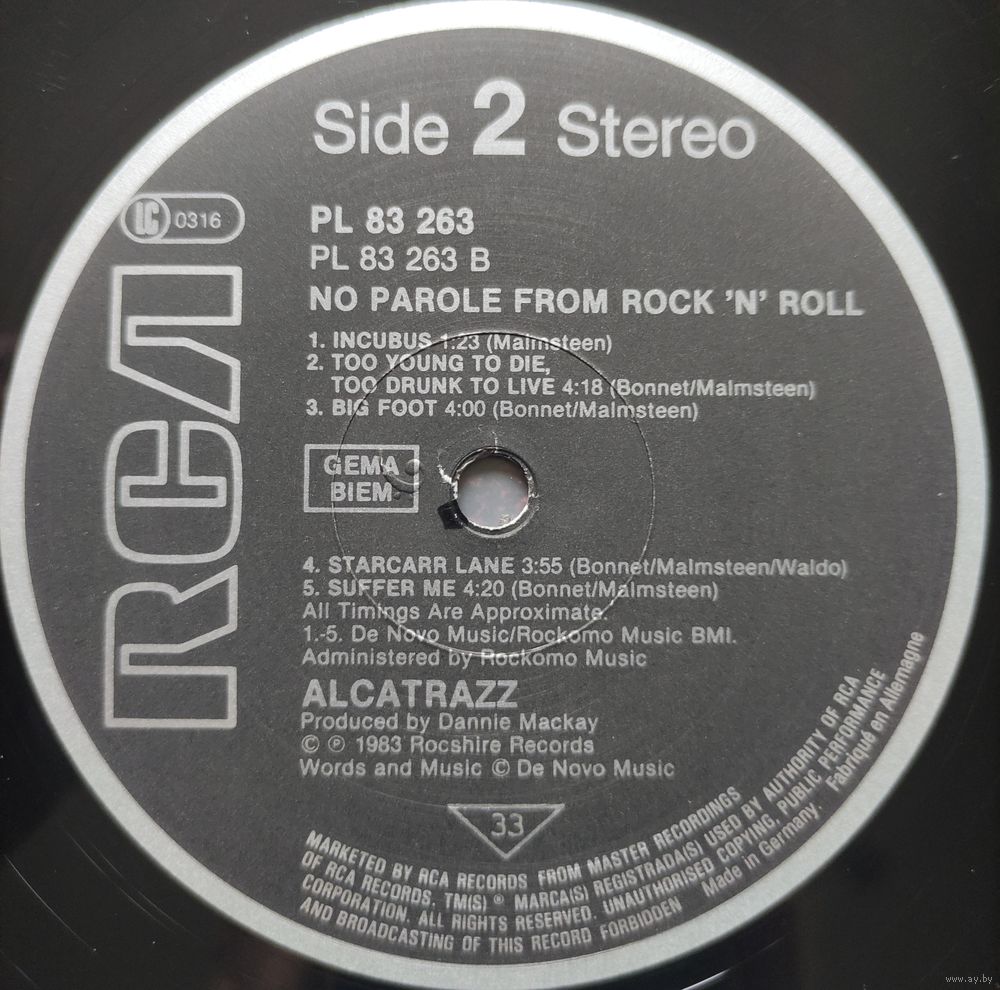 Side 2 Stereo
LC 0316
PL 83 263
PL 83 263 B
NO PAROLE FROM ROCK 'N' ROLL
1. INCUBUS 1:23 (Malmsteen)
2. TOO YOUNG TO DIE,
TOO DRUNK TO LIVE 4:18 (Bonnet/Malmsteen)
3. BIG FOOT 4:00 (Bonnet/Malmsteen)
RCA
GEMA
BIEM
4. STARCARR LANE 3:55 (Bonnet/Malmsteen/Waldo)
5. SUFFER ME 4:20 (Bonnet/Malmsteen)
All Timings Are Approximate.
1.-5. De Novo Music/Rockomo Music BMI.
Administered by Rockomo Music
ALCATRAZZ
Produced by Dannie Mackay
© ℗ 1983 Rocshire Records
Words and Music © De Novo Music
33
MARKETED BY RCA RECORDS FROM MASTER RECORDINGS
OF RCA RECORDS, TM(S) ® MARCA(S) REGISTRADA(S) USED BY AUTHORITY OF RCA
CORPORATION. ALL RIGHTS RESERVED. UNAUTHORISED COPYING, PUBLIC PERFORMANCE
AND BROADCASTING OF THIS RECORD FORBIDDEN Made in Germany. Fabriqué en Allemagne
www.ay.by